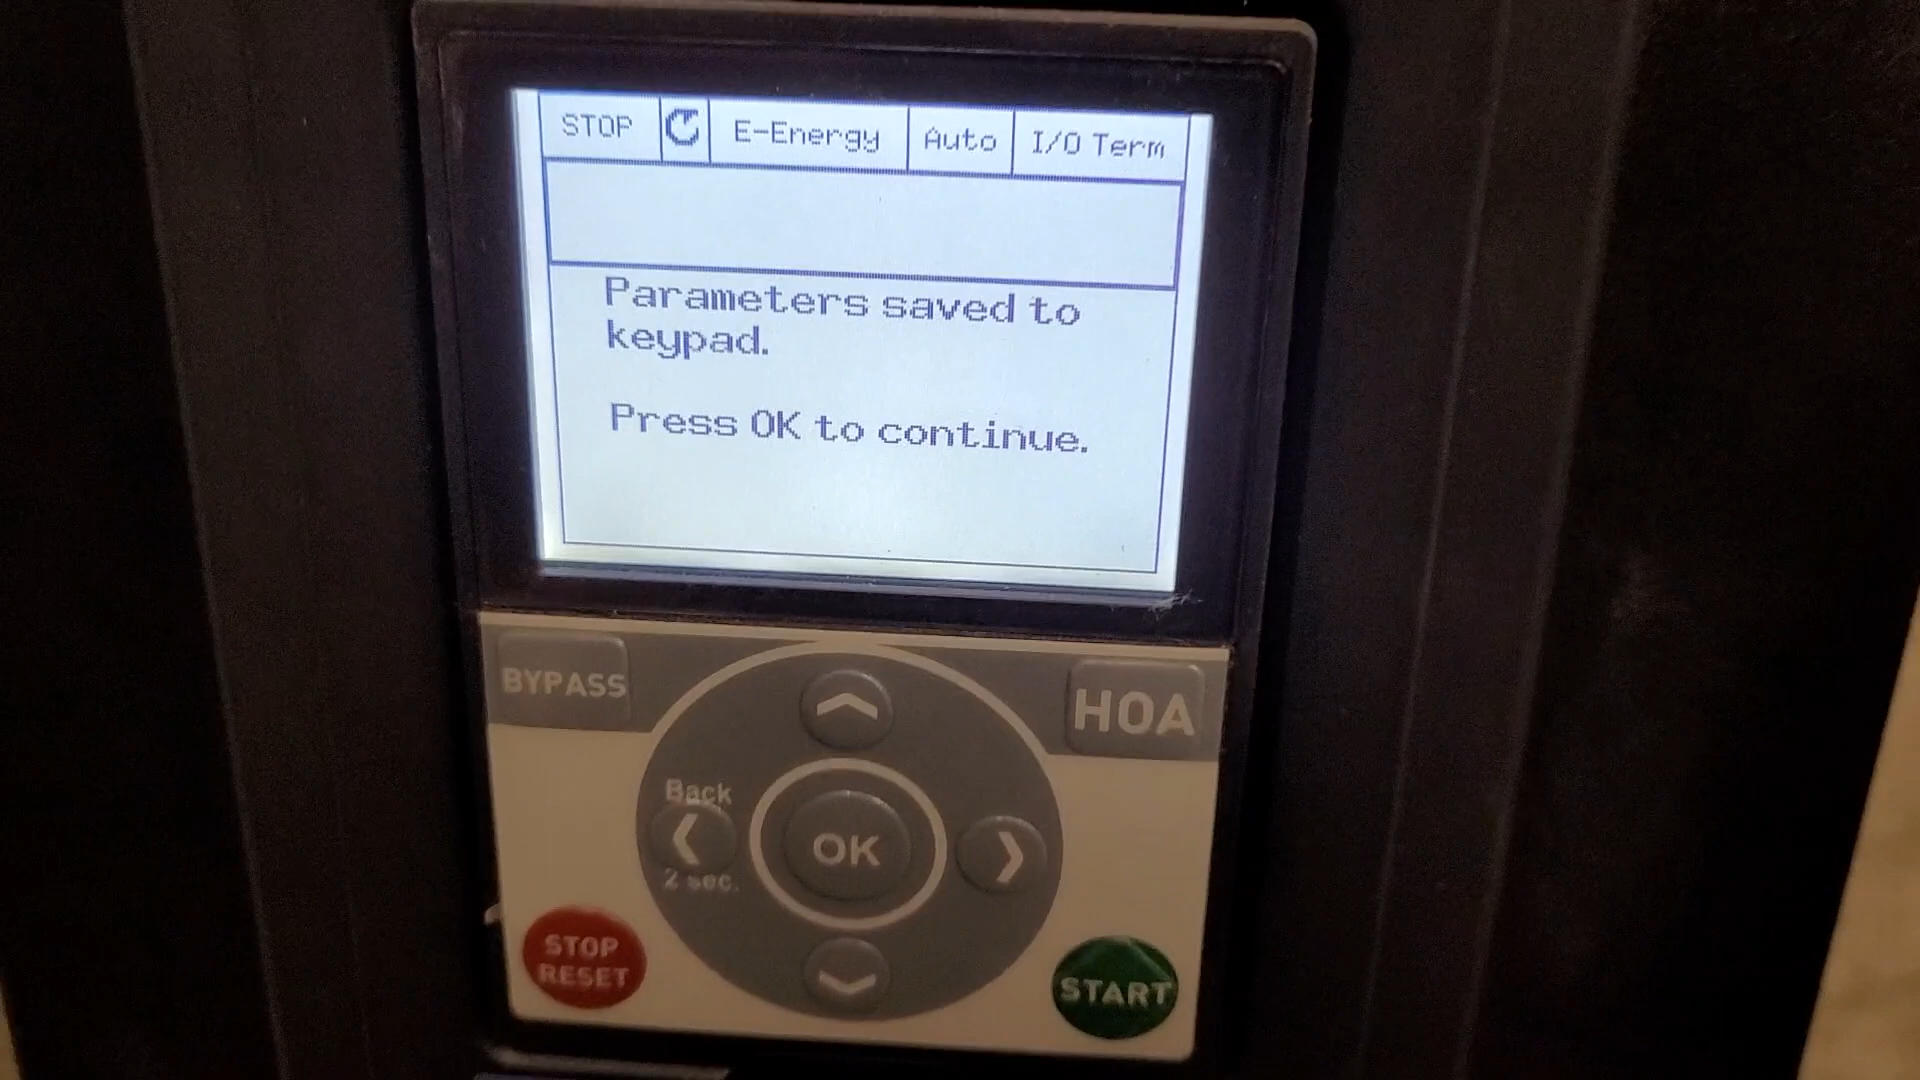 STOP E-Energy Auto I/O Term
Parameters saved to
keypad.
Press OK to continue.
BYPASS
HOA
Back
OK
2 sec.
STOP
RESET
START